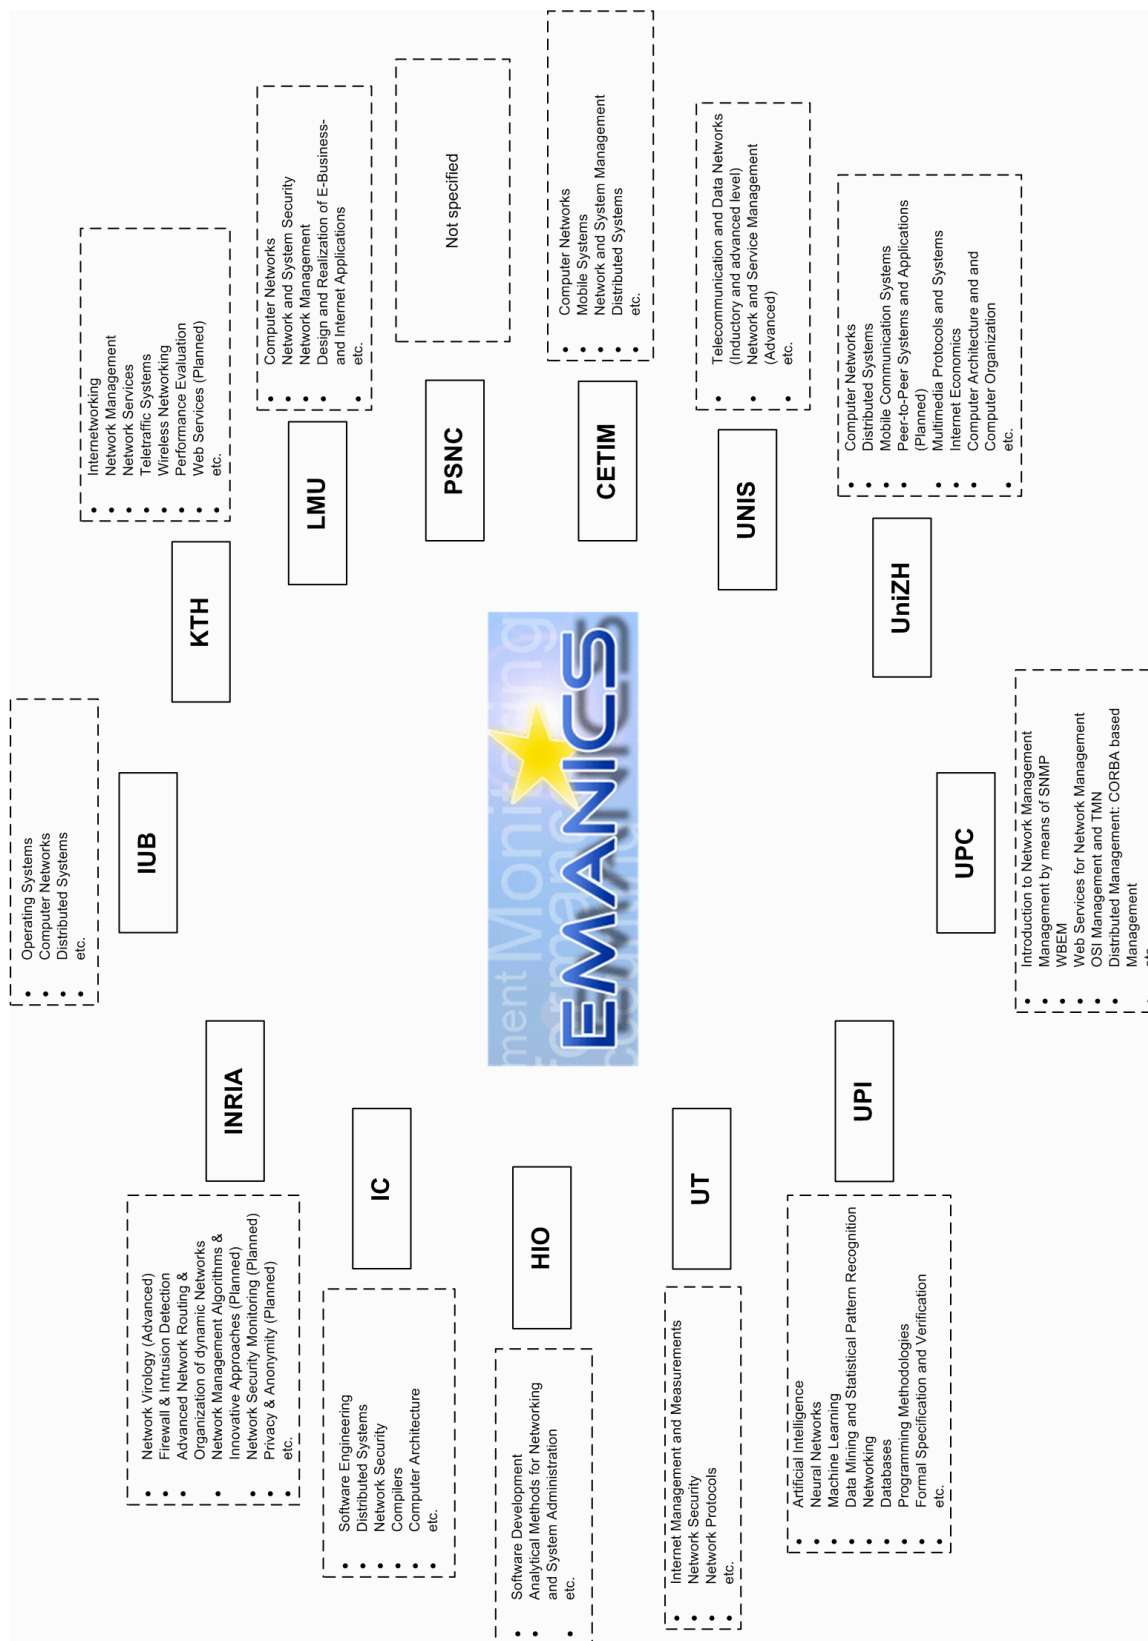 • Operating Systems
• Computer Networks
• Distributed Systems
• etc.
IUB
• Internetworking
• Network Management
• Network Services
• Teletraffic Systems
• Wireless Networking
• Performance Evaluation
• Web Services (Planned)
• etc.
KTH
• Computer Networks
• Network and System Security
• Network Management
• Design and Realization of E-Business-
and Internet Applications
• etc.
LMU
Not specified
PSNC
• Computer Networks
• Mobile Systems
• Network and System Management
• Distributed Systems
• etc.
CETIM
• Telecommunication and Data Networks
(Inductory and advanced level)
• Network and Service Management
(Advanced)
• etc.
UNIS
• Computer Networks
• Distributed Systems
• Mobile Communication Systems
• Peer-to-Peer Systems and Applications
(Planned)
• Multimedia Protocols and Systems
• Internet Economics
• Computer Architecture and and
Computer Organization
• etc.
UniZH
UPC
• Introduction to Network Management
• Management by means of SNMP
• WBEM
• Web Services for Network Management
• OSI Management and TMN
• Distributed Management: CORBA based
Management
• etc.
UPI
• Artificial Intelligence
• Neural Networks
• Machine Learning
• Data Mining and Statistical Pattern Recognition
• Networking
• Databases
• Programming Methodologies
• Formal Specification and Verification
• etc.
UT
• Internet Management and Measurements
• Network Security
• Network Protocols
• etc.
HIO
• Software Development
• Analytical Methods for Networking
and System Administration
• etc.
IC
• Software Engineering
• Distributed Systems
• Network Security
• Compilers
• Computer Architecture
• etc.
INRIA
• Network Virology (Advanced)
• Firewall & Intrusion Detection
• Advanced Network Routing &
Organization of dynamic Networks
• Network Management Algorithms &
Innovative Approaches (Planned)
• Network Security Monitoring (Planned)
• Privacy & Anonymity (Planned)
• etc.
ment Monitoring
EMANICS